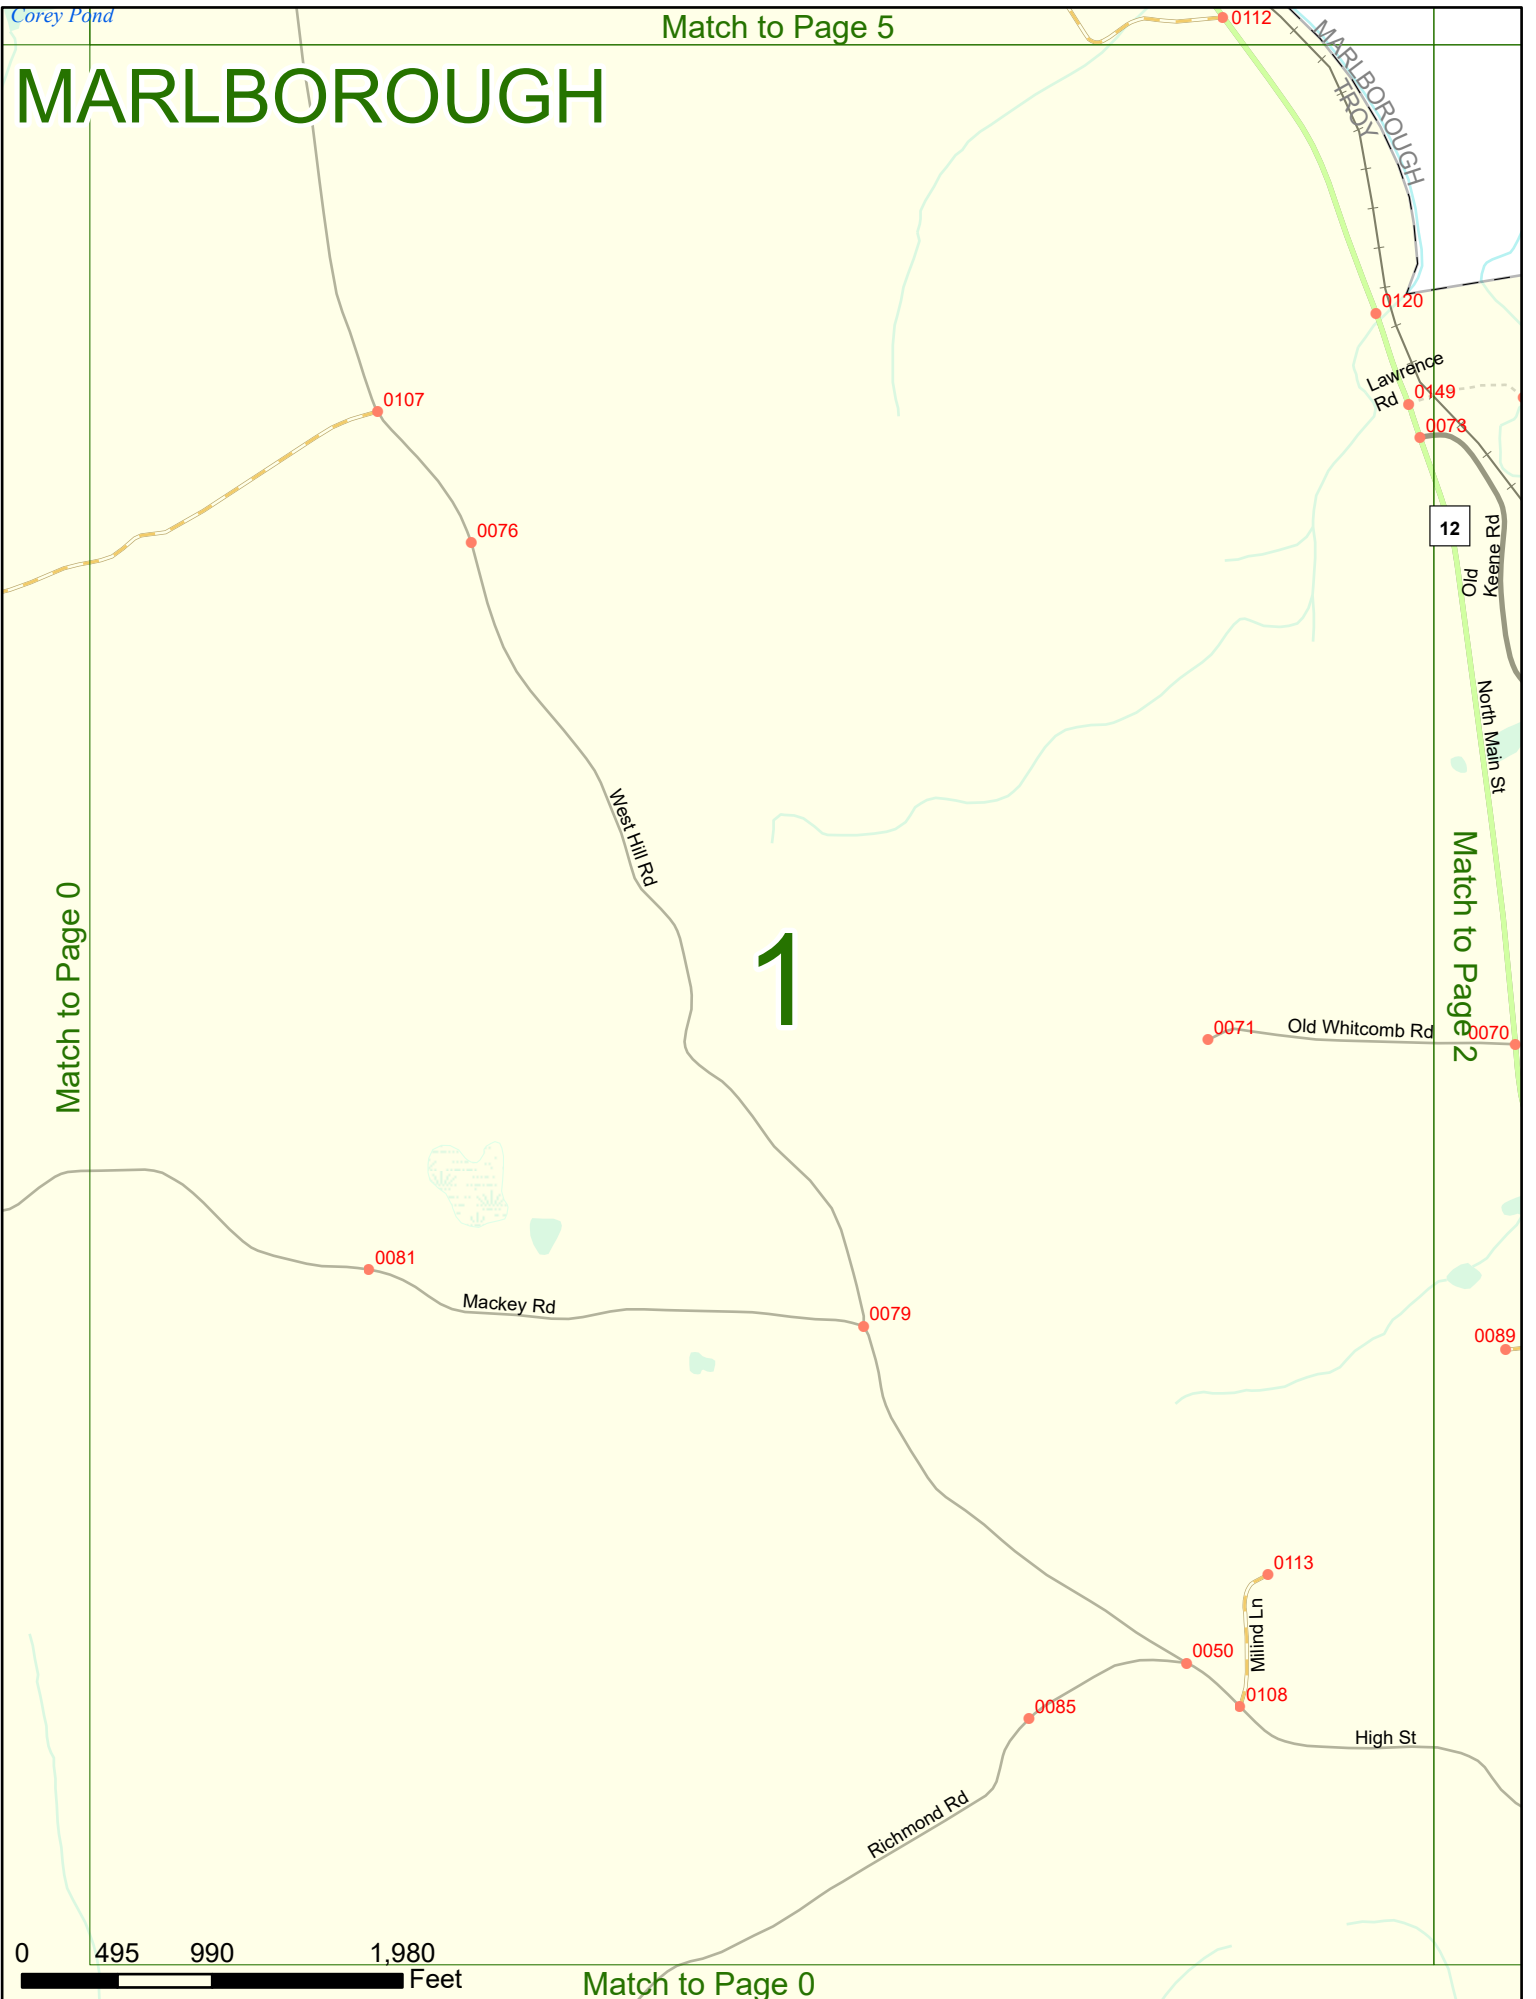 Corey Pond
Match to Page 5
0112
MARLBOROUGH
MARLBOROUGH
TROY
0120
Lawrence
Rd
0149
0107
0073
0076
12
Old
Keene Rd
North Main St
West Hill Rd
Match to Page 0
1
Match to Page 2
0071
Old Whitcomb Rd
0070
0081
Mackey Rd
0079
0089
0113
Milind Ln
0050
0108
0085
High St
Richmond Rd
0 495 990 1,980
Feet
Match to Page 0